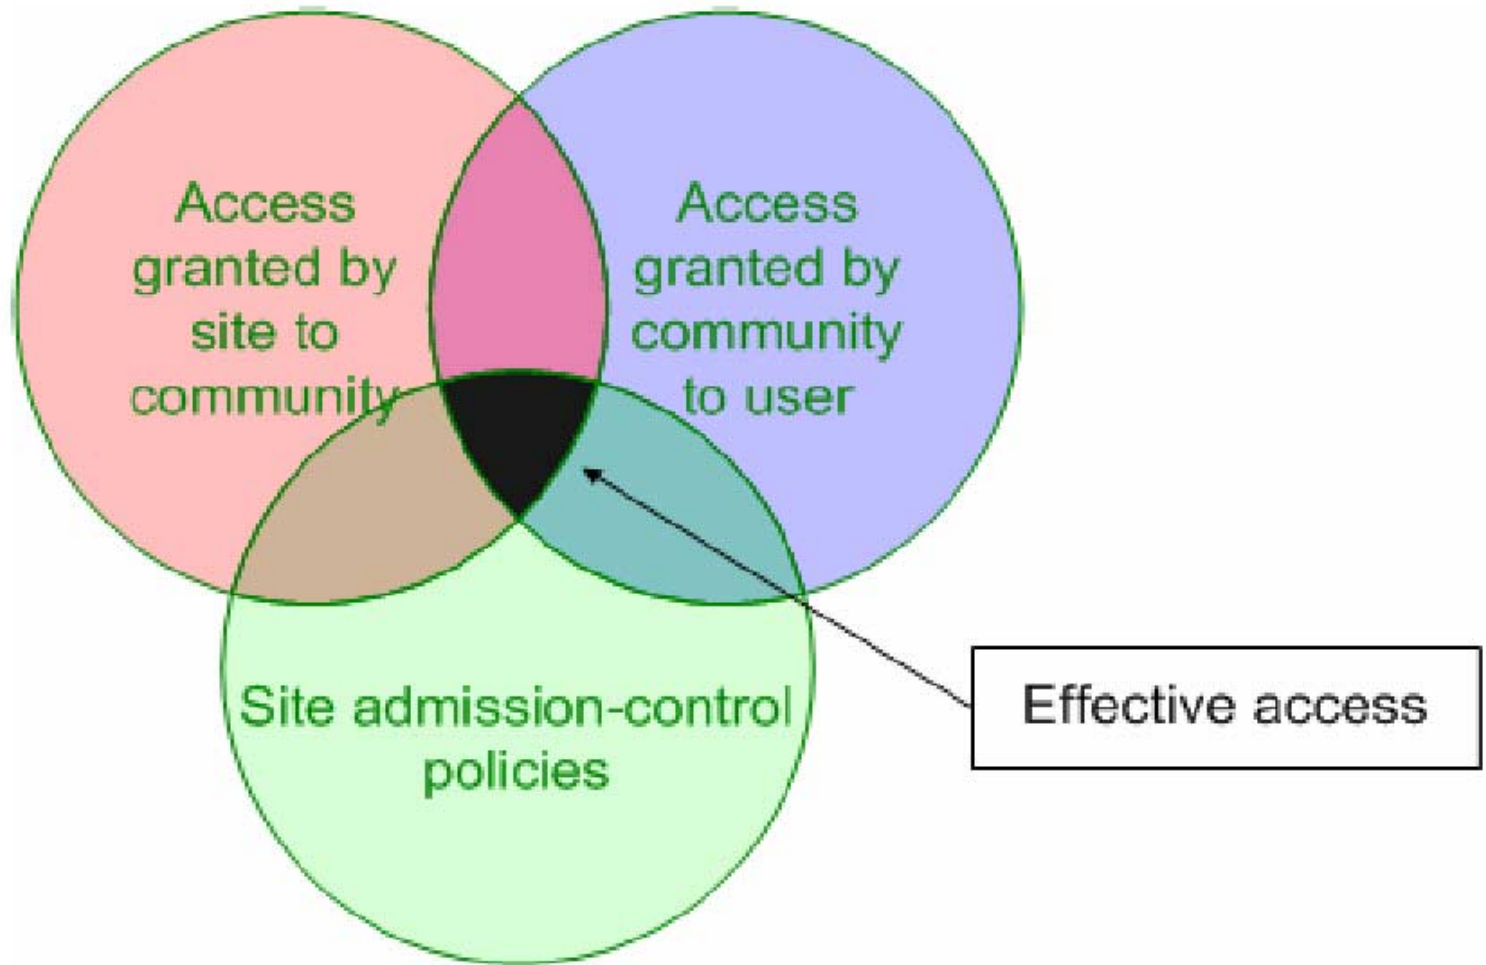 Access
granted by
site to
community
Access
granted by
community
to user
Site admission-control
policies
Effective access